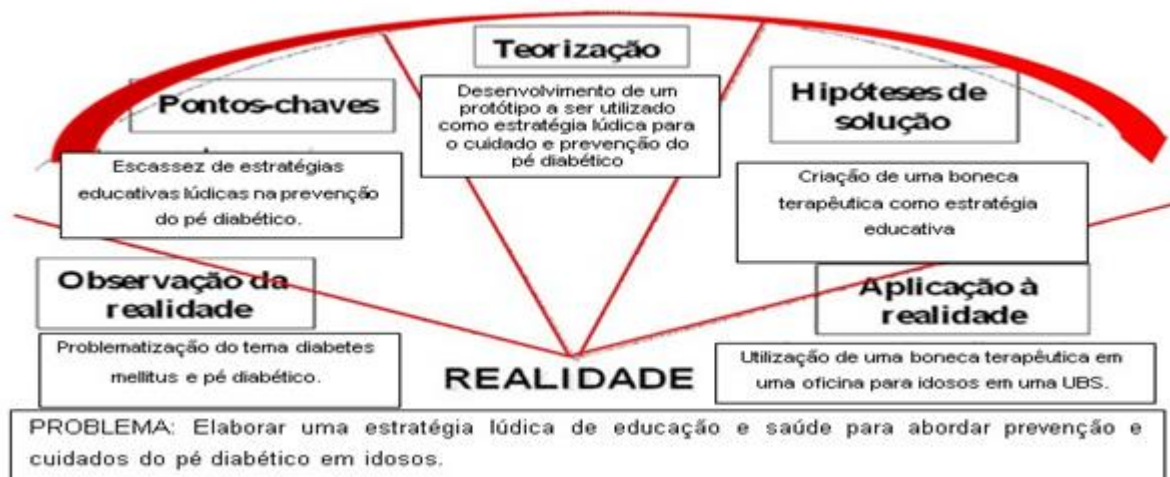 Teorização
Desenvolvimento de um
protótipo a ser utilizado
como estratégia lúdica para
o cuidado e prevenção do
pé diabético
Pontos-chaves
Escassez de estratégias
educativas lúdicas na prevenção
do pé diabético.
Hipóteses de
solução
Criação de uma boneca
terapêutica como estratégia
educativa
Observação da
realidade
Problematização do tema diabetes
mellitus e pé diabético.
Aplicação à
realidade
Utilização de uma boneca terapêutica em
uma oficina para idosos em uma UBS.
REALIDADE
PROBLEMA: Elaborar uma estratégia lúdica de educação e saúde para abordar prevenção e
cuidados do pé diabético em idosos.